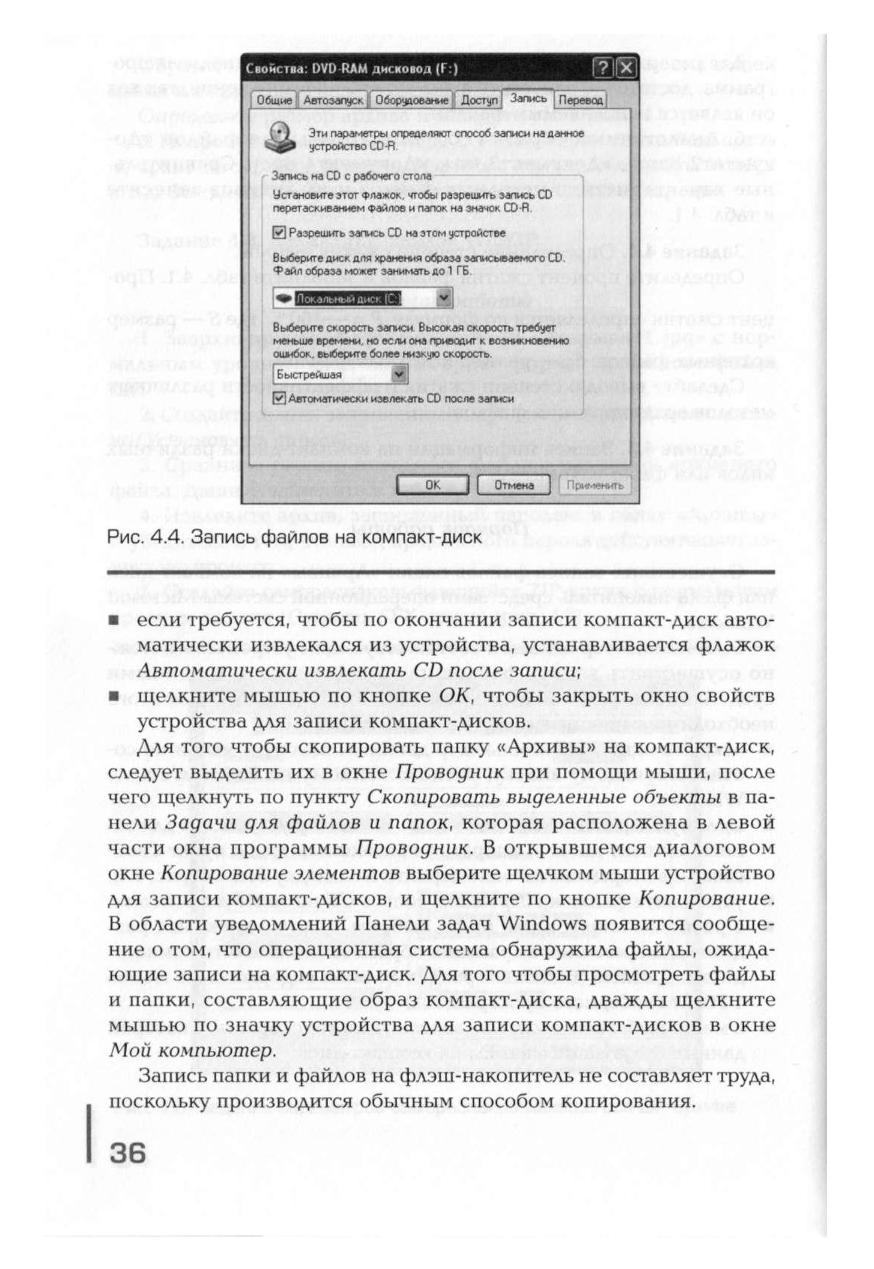 Свойства: DVD-RAM дисковод (F:)
Общие Автозапуск Оборудование Доступ Запись Перевод
Эти параметры определяют способ записи на данное
устройство CD-R.
Запись на CD с рабочего стола
Установите этот флажок, чтобы разрешить запись CD
перетаскиванием файлов и папок на значок CD-R.
Разрешить запись CD на этом устройстве
Выберите диск для хранения образа записываемого CD.
Файл образа может занимать до 1 ГБ.
Локальный диск (C:)
Выберите скорость записи. Высокая скорость требует
меньше времени, но если она приводит к возникновению
ошибок, выберите более низкую скорость.
Быстрейшая
Автоматически извлекать CD после записи
ОК Отмена Применить
Рис. 4.4. Запись файлов на компакт-диск
■ если требуется, чтобы по окончании записи компакт-диск авто-
матически извлекался из устройства, устанавливается флажок
Автоматически извлекать CD после записи;
■ щелкните мышью по кнопке ОК, чтобы закрыть окно свойств
устройства для записи компакт-дисков.
Для того чтобы скопировать папку «Архивы» на компакт-диск,
следует выделить их в окне Проводник при помощи мыши, после
чего щелкнуть по пункту Скопировать выделенные объекты в па-
нели Задачи для файлов и папок, которая расположена в левой
части окна программы Проводник. В открывшемся диалоговом
окне Копирование элементов выберите щелчком мыши устройство
для записи компакт-дисков, и щелкните по кнопке Копирование.
В области уведомлений Панели задач Windows появится сообще-
ние о том, что операционная система обнаружила файлы, ожида-
ющие записи на компакт-диск. Для того чтобы просмотреть файлы
и папки, составляющие образ компакт-диска, дважды щелкните
мышью по значку устройства для записи компакт-дисков в окне
Мой компьютер.
Запись папки и файлов на флэш-накопитель не составляет труда,
поскольку производится обычным способом копирования.
36